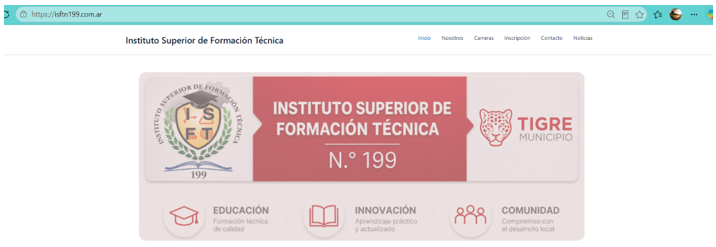 https://isftn199.com.ar
Instituto Superior de Formación Técnica
Inicio Nosotros Carreras Inscripción Contacto Noticias
INSTITUTO SUPERIOR DE FORMACIÓN TÉCNICA
I S
F T
199
INSTITUTO SUPERIOR DE
FORMACIÓN TÉCNICA
N.° 199
TIGRE
MUNICIPIO
EDUCACIÓN
Formación técnica
de calidad
INNOVACIÓN
Aprendizaje práctico
y actualizado
COMUNIDAD
Compromiso con
el desarrollo local